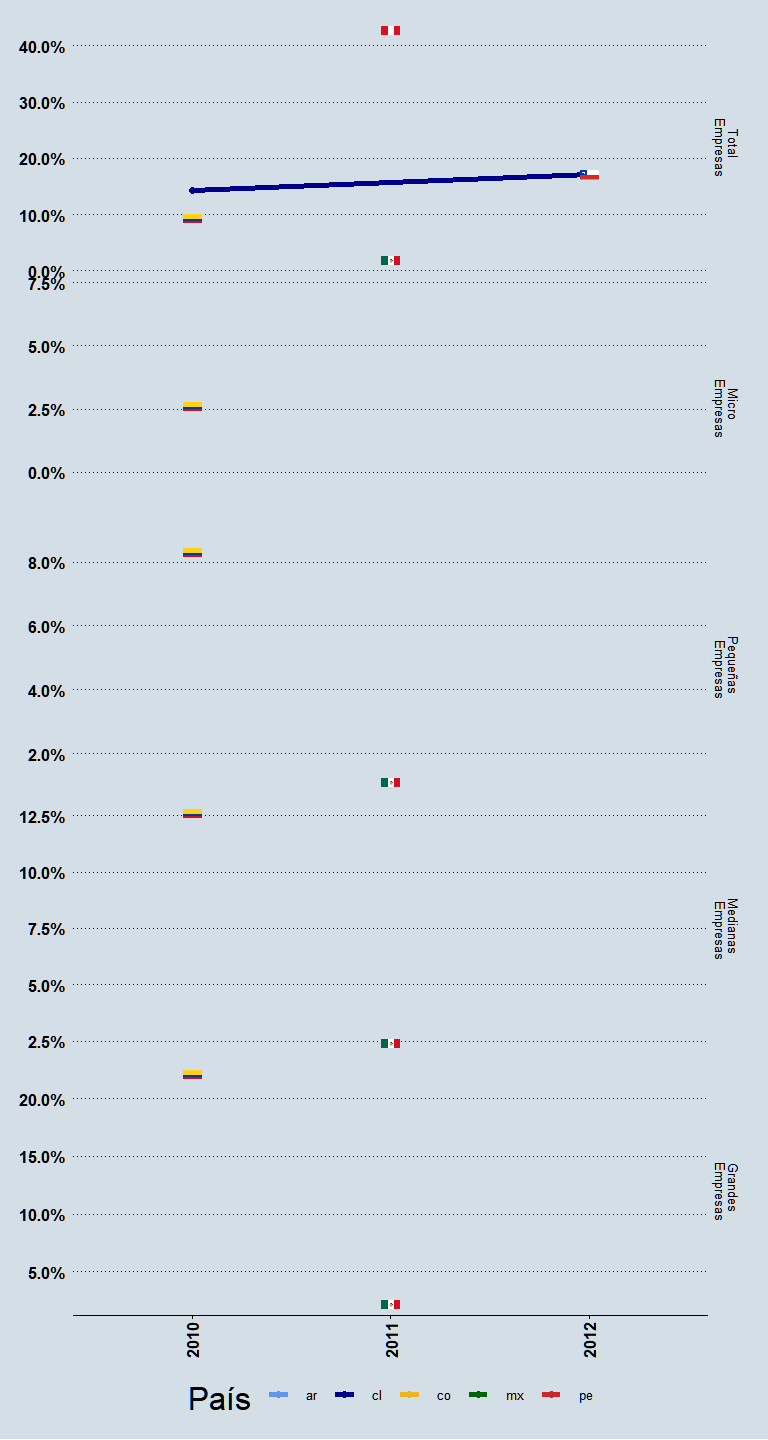 40.0%
30.0%
20.0%
10.0%
0.0%
Total
Empresas
7.5%
5.0%
2.5%
0.0%
Micro
Empresas
8.0%
6.0%
4.0%
2.0%
Pequeñas
Empresas
12.5%
10.0%
7.5%
5.0%
2.5%
Medianas
Empresas
20.0%
15.0%
10.0%
5.0%
Grandes
Empresas
2010 2011 2012
País ar cl co mx pe